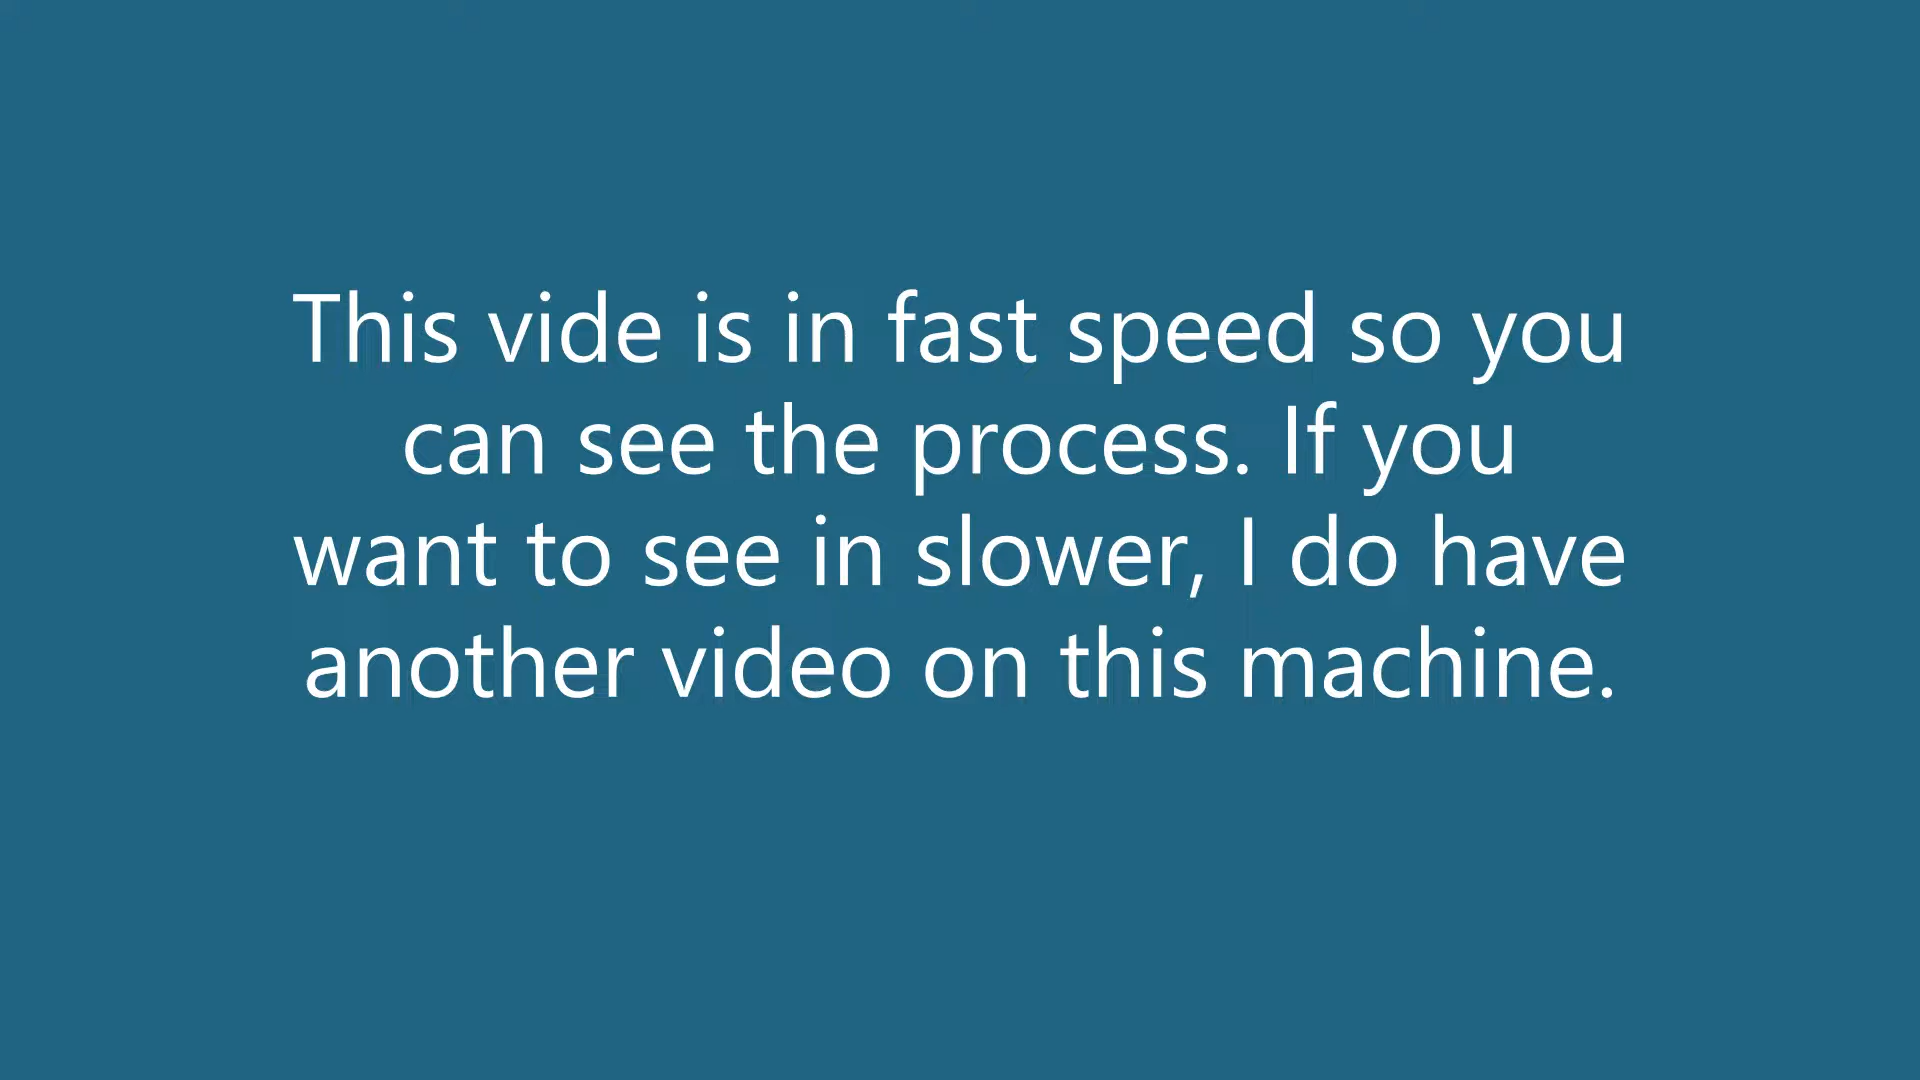 This vide is in fast speed so you
can see the process. If you
want to see in slower, I do have
another video on this machine.